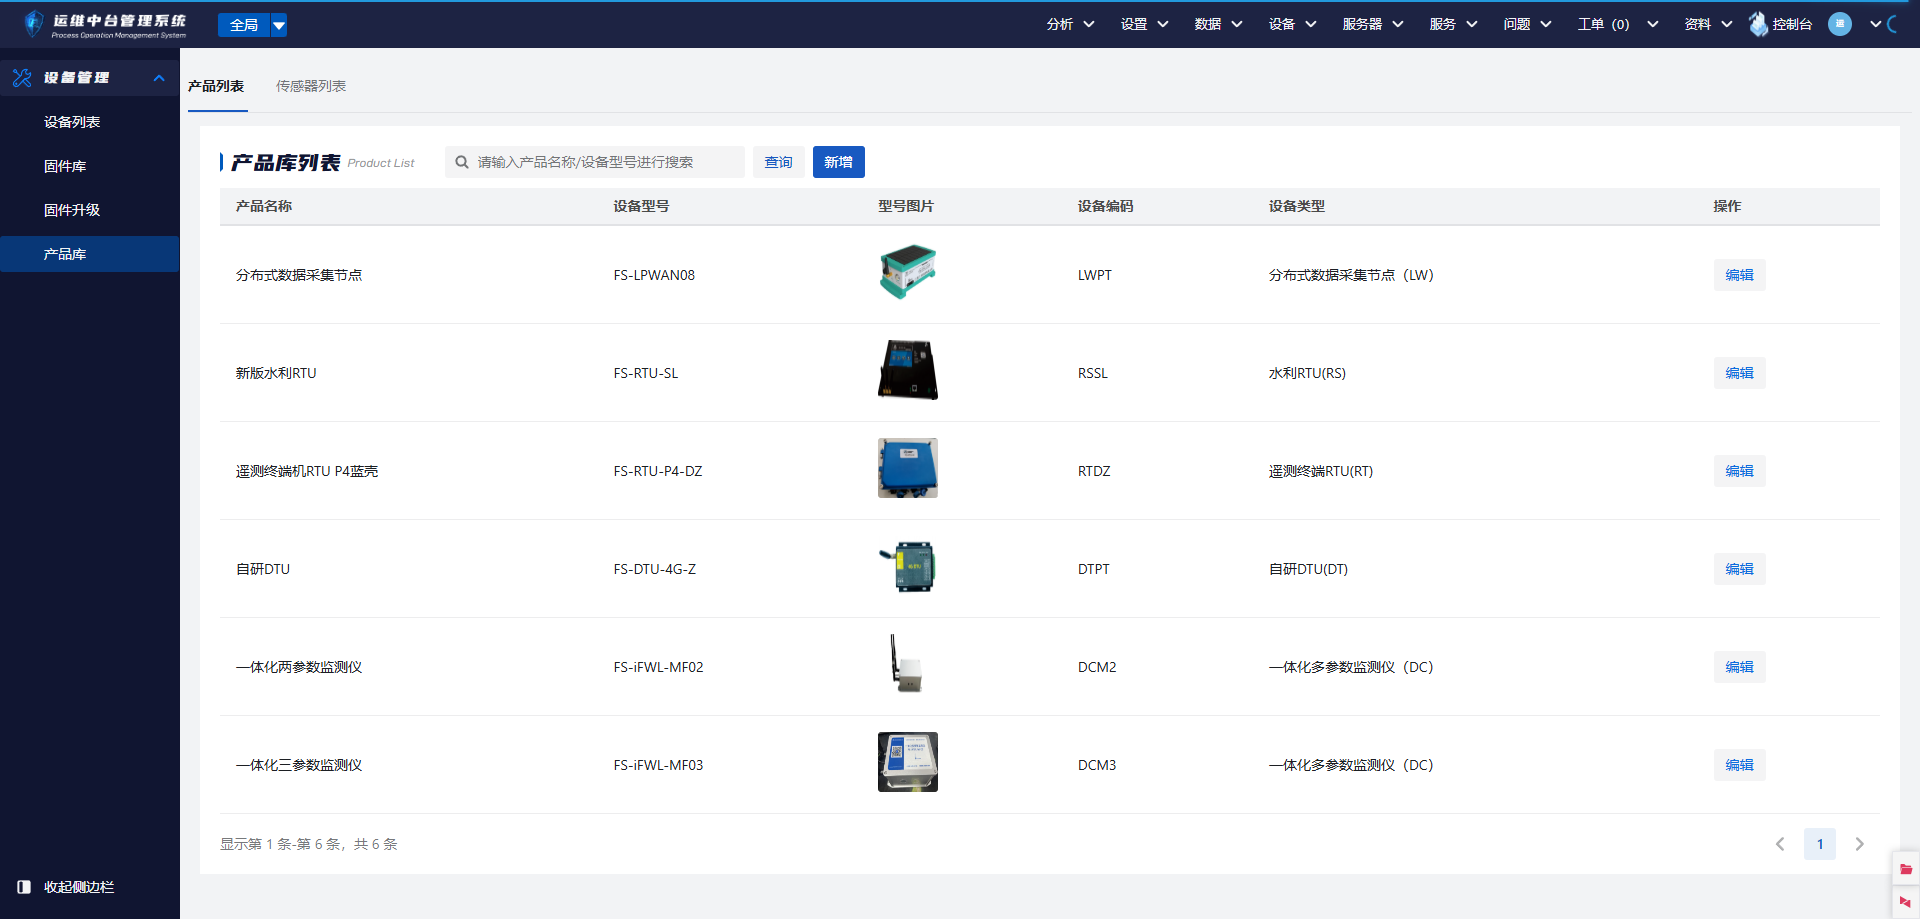 运维中台管理系统
Process Operation Management System
全局
分析
设置
数据
设备
服务器
服务
问题
工单 (0)
资料
控制台
运
设备管理
设备列表
固件库
固件升级
产品库
收起侧边栏
产品列表
传感器列表
产品库列表 Product List
请输入产品名称/设备型号进行搜索
查询
新增
产品名称 设备型号 型号图片 设备编码 设备类型 操作
分布式数据采集节点 FS-LPWAN08 LWPT 分布式数据采集节点（LW） 编辑
新版水利RTU FS-RTU-SL RSSL 水利RTU(RS) 编辑
遥测终端机RTU P4蓝壳 FS-RTU-P4-DZ RTDZ 遥测终端RTU(RT) 编辑
自研DTU FS-DTU-4G-Z DTPT 自研DTU(DT) 编辑
一体化两参数监测仪 FS-iFWL-MF02 DCM2 一体化多参数监测仪（DC） 编辑
一体化三参数监测仪 FS-iFWL-MF03 DCM3 一体化多参数监测仪（DC） 编辑
显示第 1 条-第 6 条，共 6 条
1